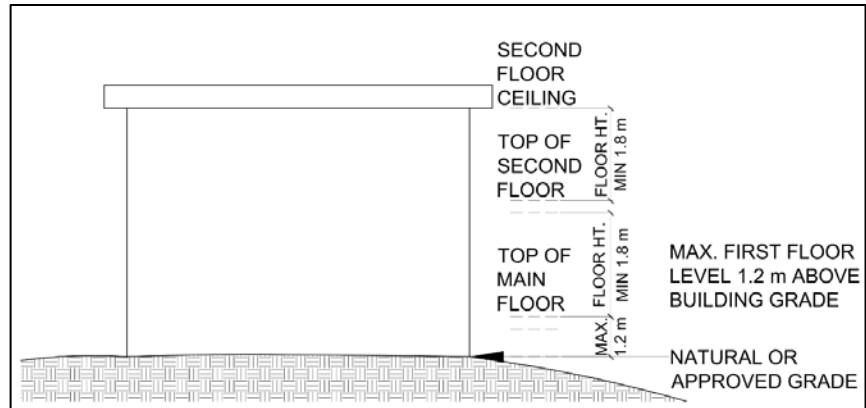 SECOND
FLOOR
CEILING
FLOOR HT.
MIN 1.8 m
TOP OF
SECOND
FLOOR
TOP OF
MAIN
FLOOR
FLOOR HT.
MIN 1.8 m
MAX. FIRST FLOOR
LEVEL 1.2 m ABOVE
BUILDING GRADE
MAX.
1.2 m
NATURAL OR
APPROVED GRADE